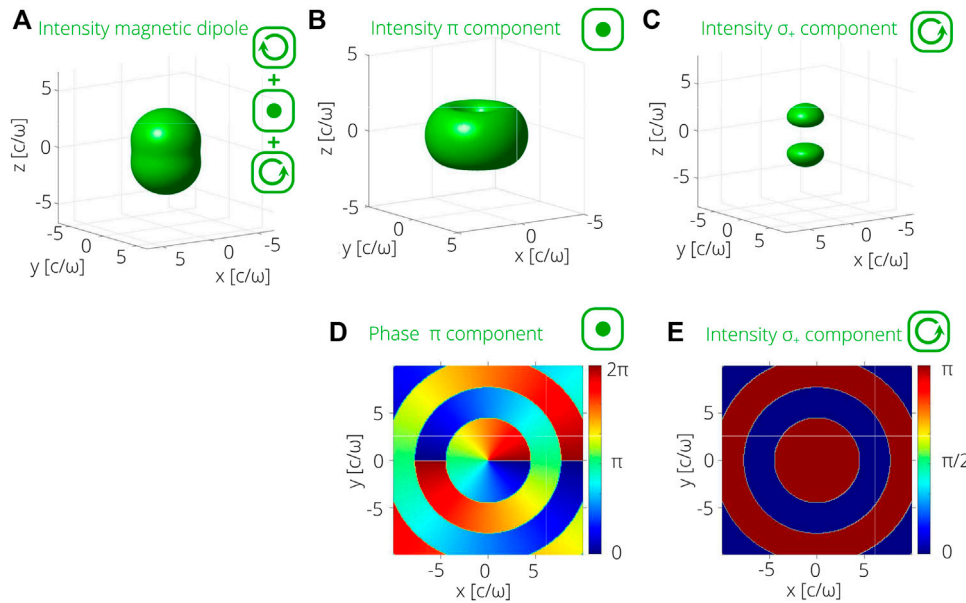 A Intensity magnetic dipole
+
+
5
0
-5
z [c/ω]
-5
0
5
y [c/ω]
5
0
-5
x [c/ω]
B Intensity π component
5
0
-5
z [c/ω]
0
5
y [c/ω]
0
-5
x [c/ω]
C Intensity σ+ component
5
0
-5
z [c/ω]
-5
0
5
y [c/ω]
5
0
-5
x [c/ω]
D Phase π component
5
0
-5
y [c/ω]
-5
0
5
x [c/ω]
2π
π
0
E Intensity σ+ component
5
0
-5
y [c/ω]
-5
0
5
x [c/ω]
π
π/2
0